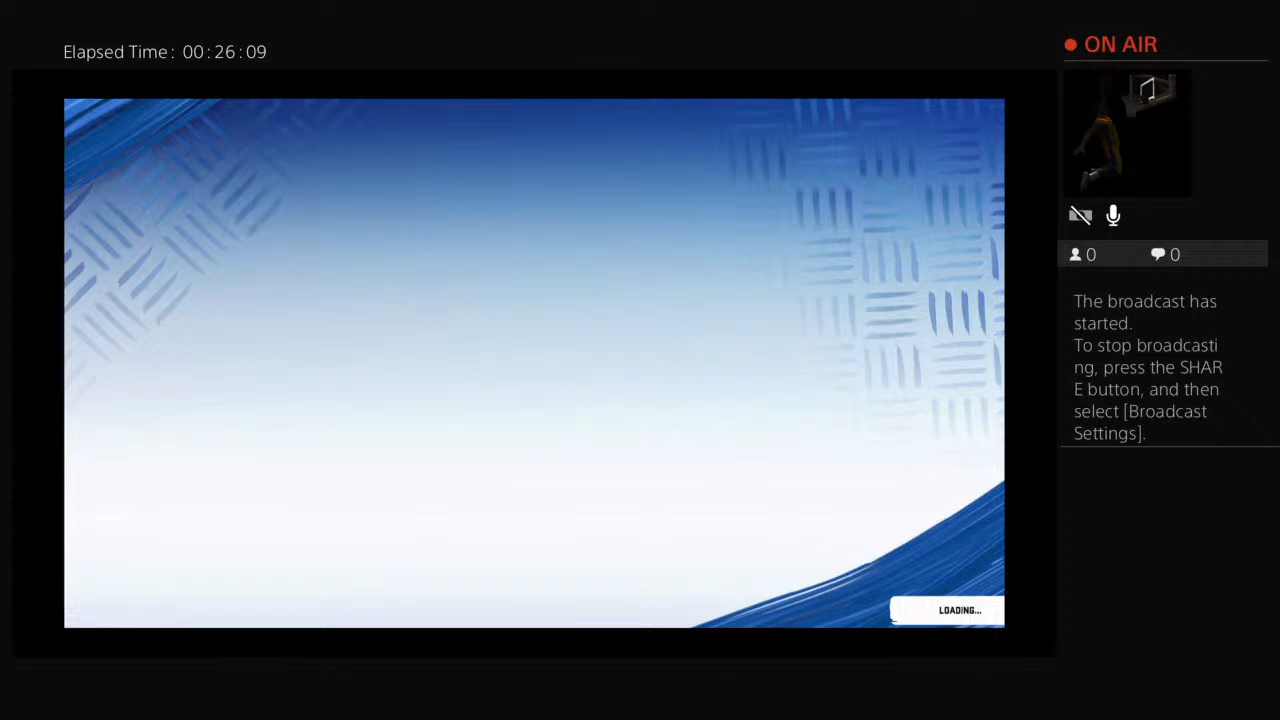 Elapsed Time: 00:26:09
ON AIR
0 0
The broadcast has
started.
To stop broadcasti
ng, press the SHAR
E button, and then
select [Broadcast
Settings].
LOADING...